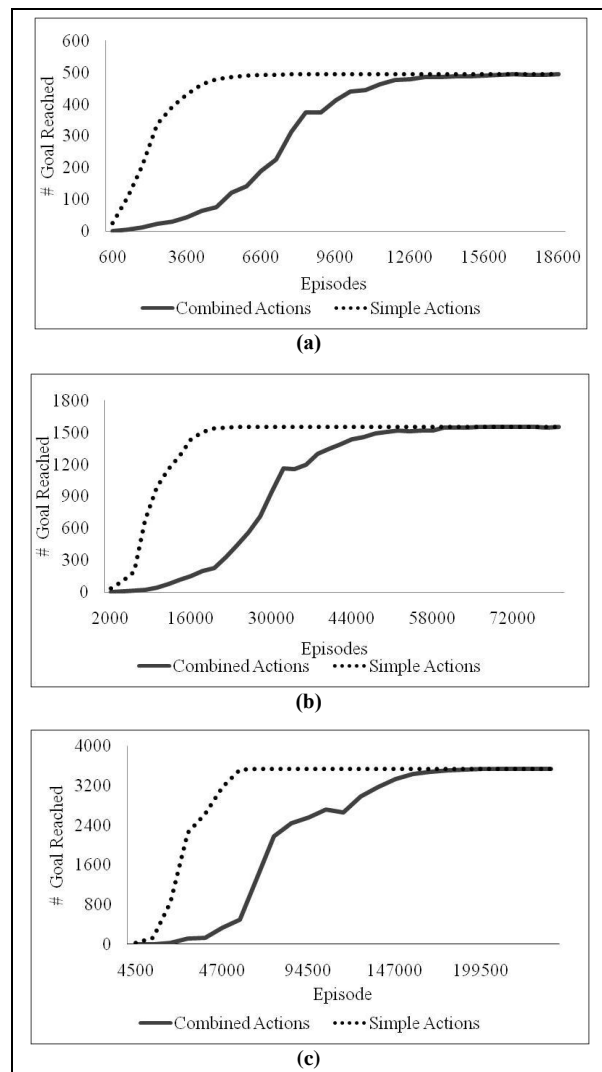 600
500
400
300
200
100
0
# Goal Reached
600 3600 6600 9600 12600 15600 18600
Episodes
Combined Actions Simple Actions
(a)
1800
1500
1200
900
600
300
0
# Goal Reached
2000 16000 30000 44000 58000 72000
Episodes
Combined Actions Simple Actions
(b)
4000
3200
2400
1600
800
0
# Goal Reached
4500 47000 94500 147000 199500
Episode
Combined Actions Simple Actions
(c)